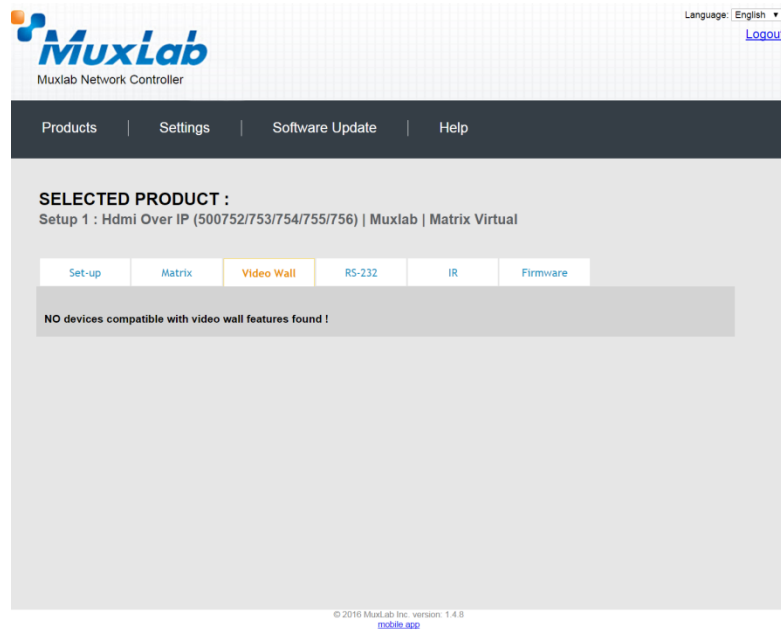 Language: English
Logout
MuxLab
Muxlab Network Controller
Products | Settings | Software Update | Help
SELECTED PRODUCT :
Setup 1 : Hdmi Over IP (500752/753/754/755/756) | Muxlab | Matrix Virtual
Set-up Matrix Video Wall RS-232 IR Firmware
NO devices compatible with video wall features found !
© 2016 MuxLab Inc. version: 1.4.8
mobile app